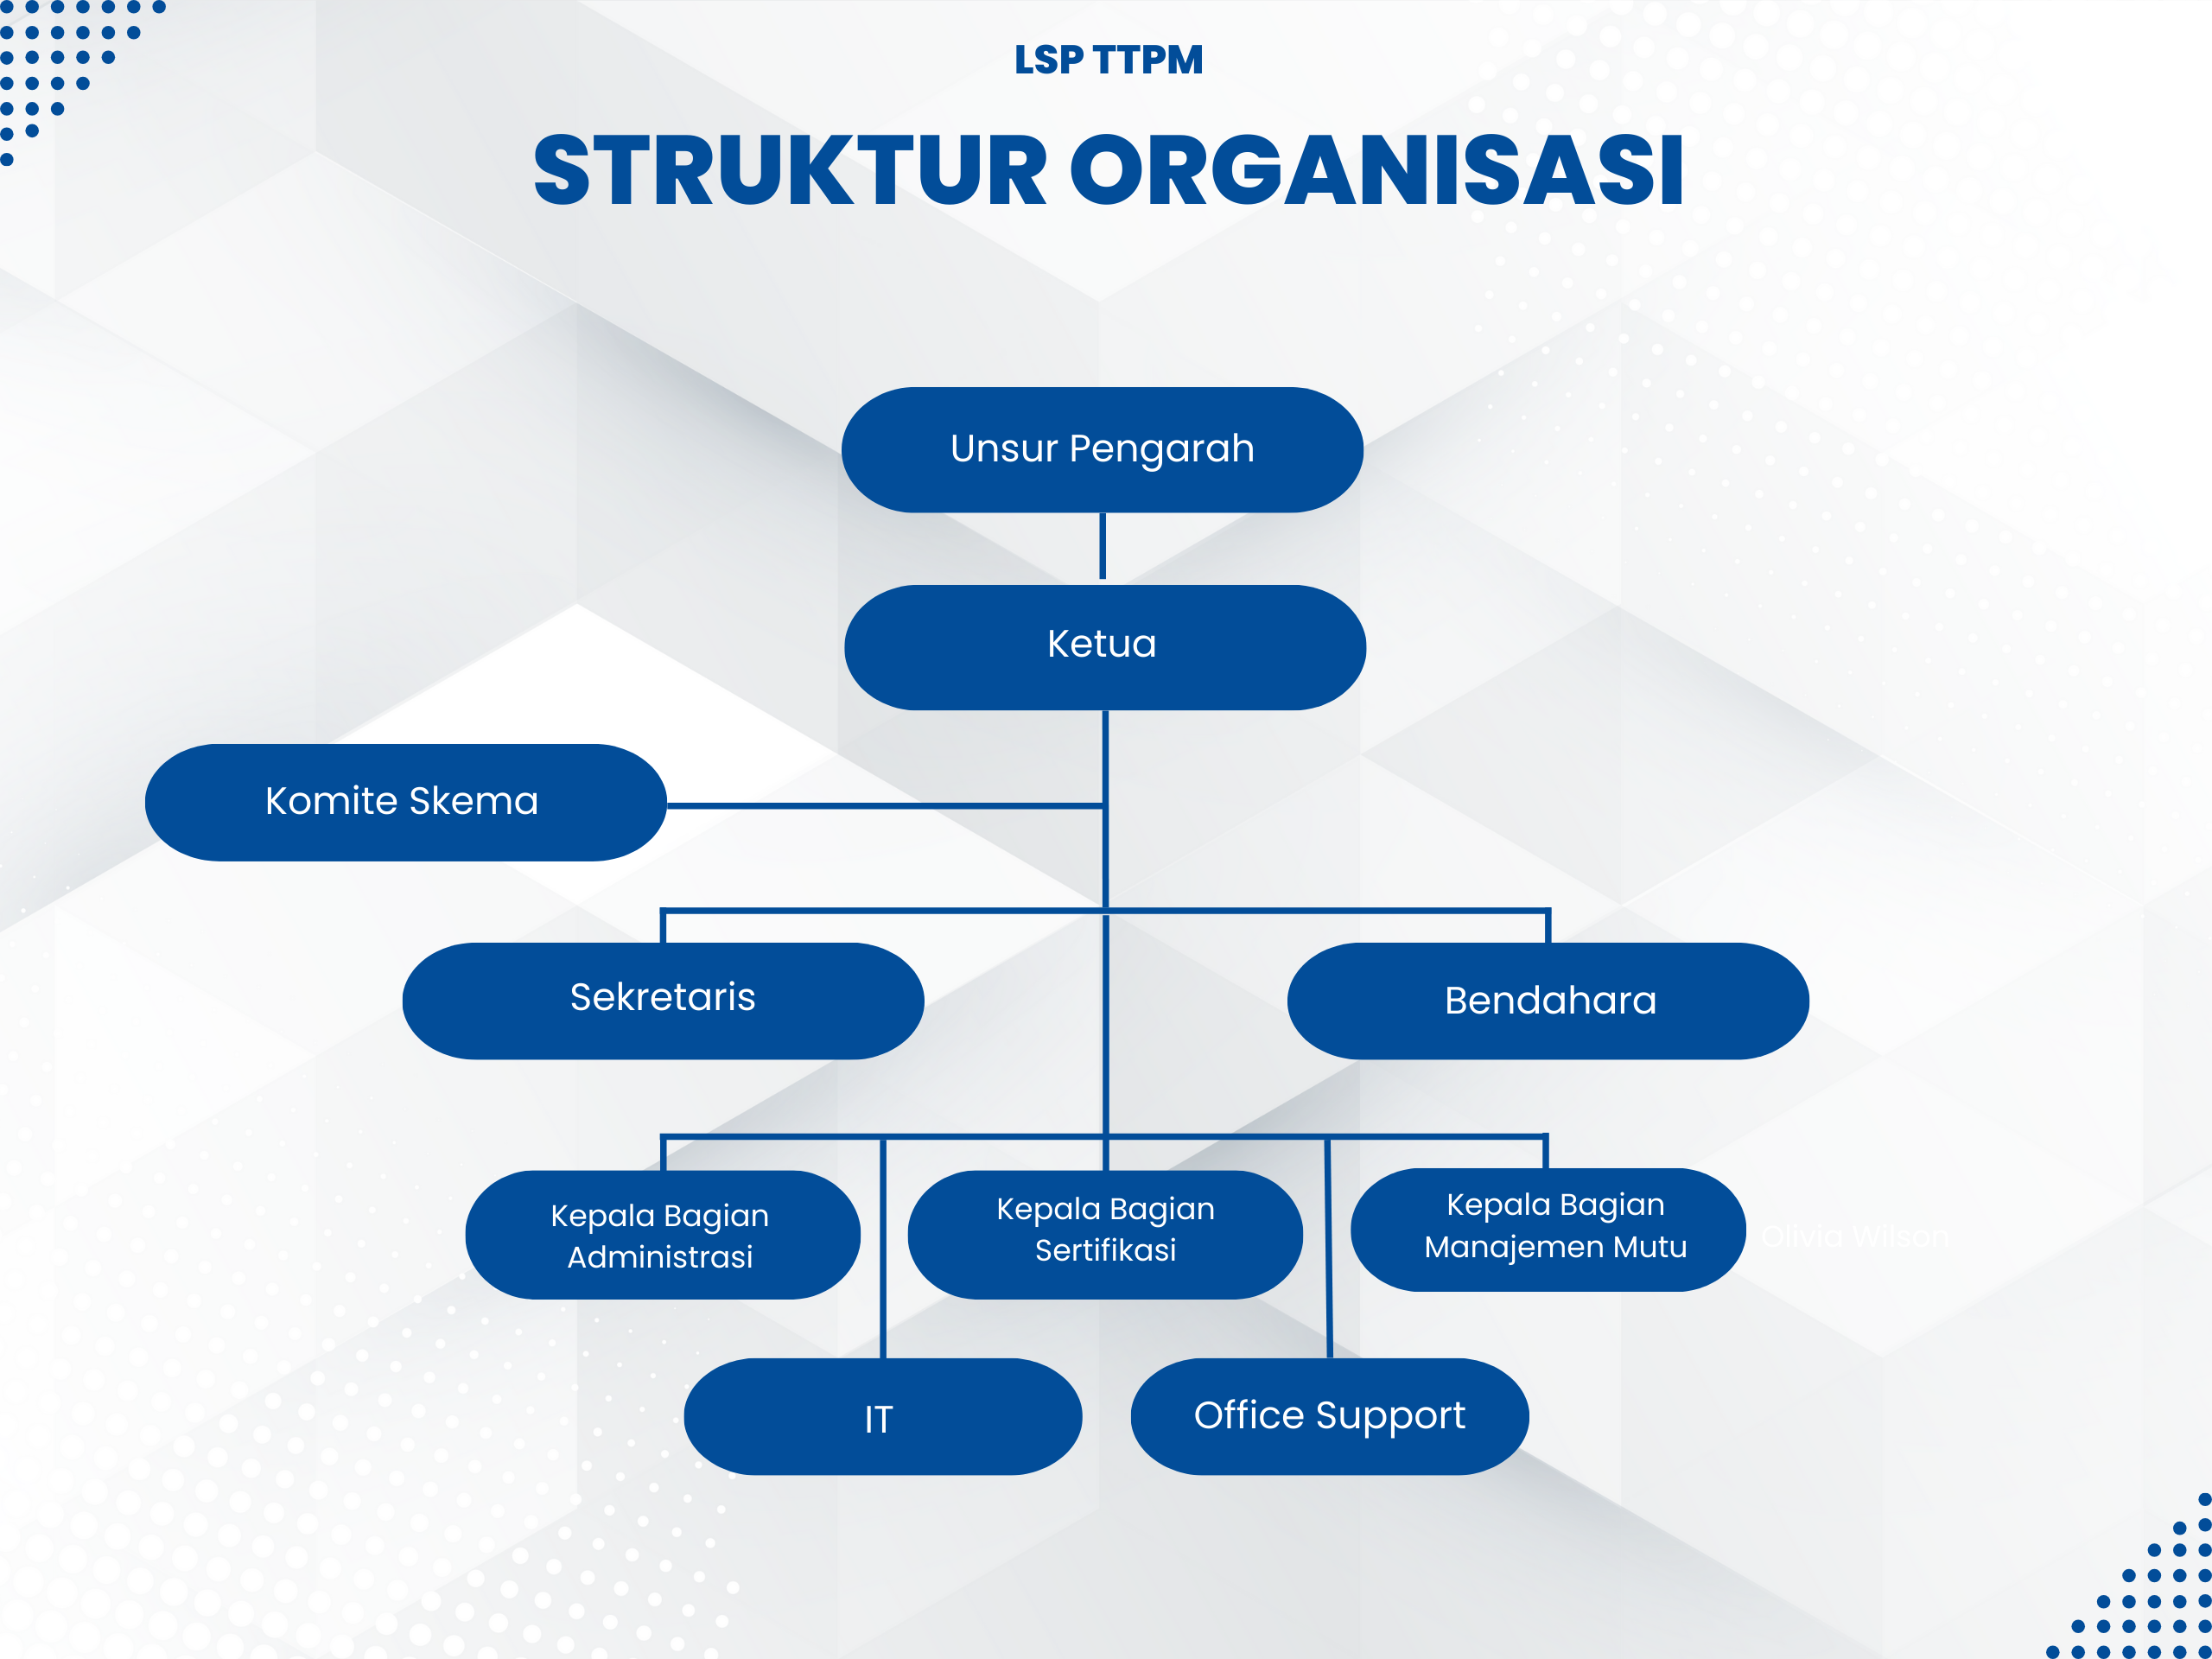 LSP TTPM
STRUKTUR ORGANISASI
Unsur Pengarah
Ketua
Komite Skema
Sekretaris
Bendahara
Kepala Bagian
Administrasi
Kepala Bagian
Sertifikasi
Kepala Bagian
Manajemen Mutu
Olivia Wilson
IT
Office Support